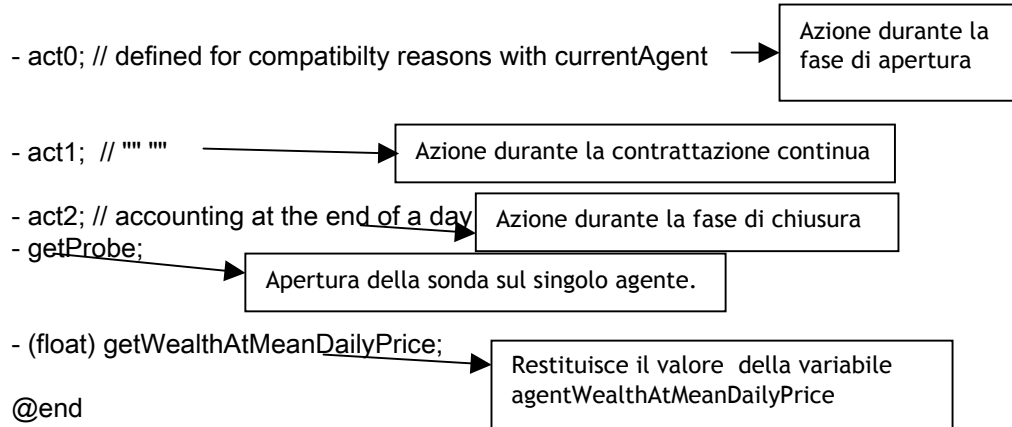 Azione durante la
fase di apertura
- act0; // defined for compatibilty reasons with currentAgent
- act1;  // "" ""
Azione durante la contrattazione continua
- act2; // accounting at the end of a day
Azione durante la fase di chiusura
- getProbe;
Apertura della sonda sul singolo agente.
- (float) getWealthAtMeanDailyPrice;
Restituisce il valore  della variabile
agentWealthAtMeanDailyPrice
@end